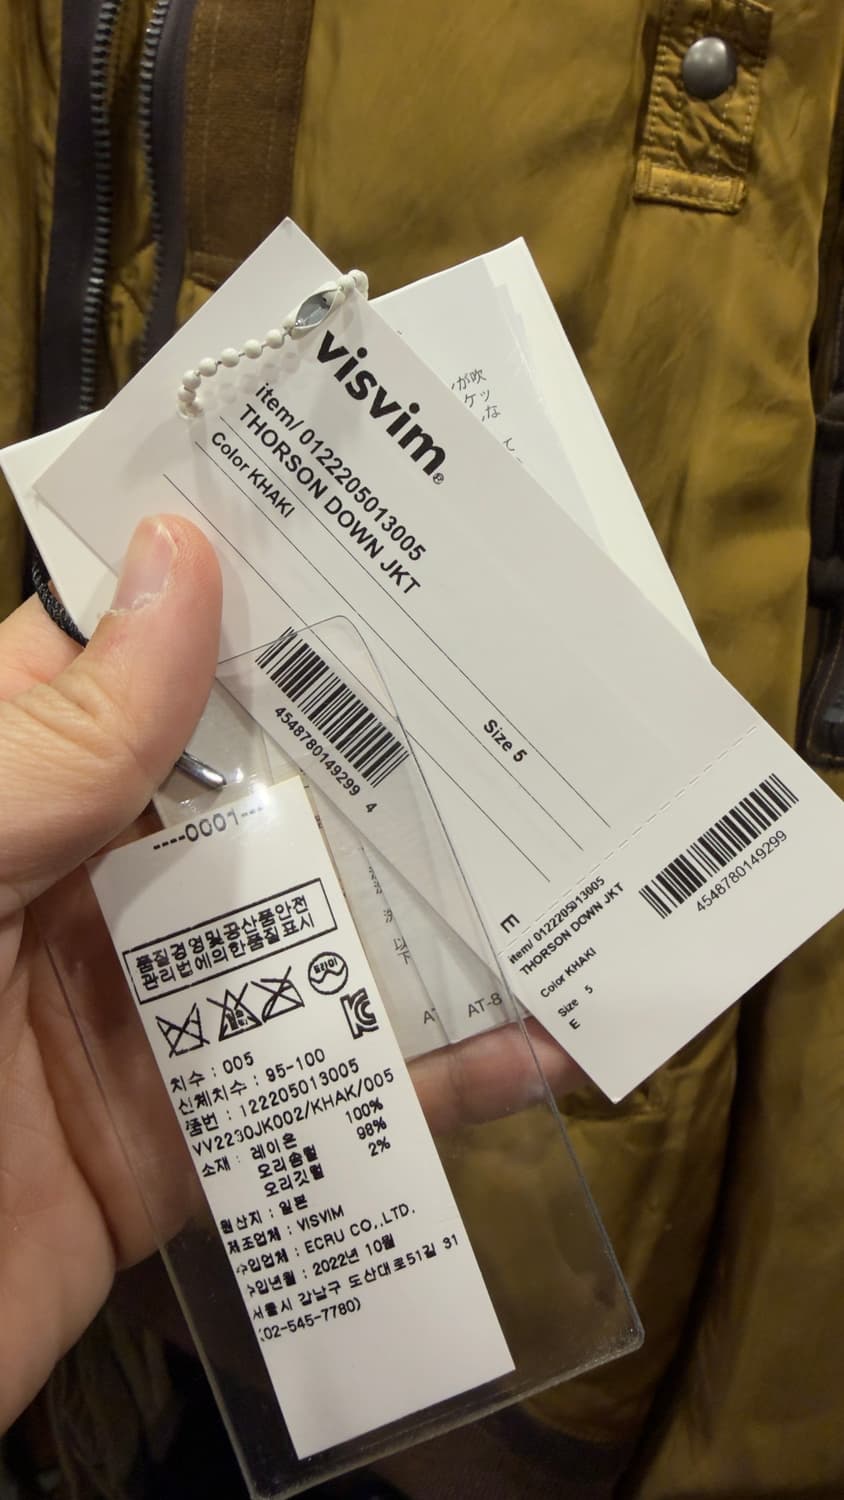 visvim®
item/ 0122205013005
THORSON DOWN JKT
Color KHAKI
Size 5
4548780149299 4
E
item/ 0122205013005
THORSON DOWN JKT
Color KHAKI
Size 5
E
4548780149299
が吹
ケッ
な
AT-8
----0001---
품질경영및공산품안전
관리법에의한품질표시
치수 : 005
신체치수 : 95-100
품번 : 122205013005
VV2230JK002/KHAK/005
소재 : 레이온 100%
오리솜털 98%
오리깃털 2%
원산지 : 일본
제조업체 : VISVIM
수입업체 : ECRU CO.,LTD.
수입년월 : 2022년 10월
서울시 강남구 도산대로51길 31
(02-545-7780)